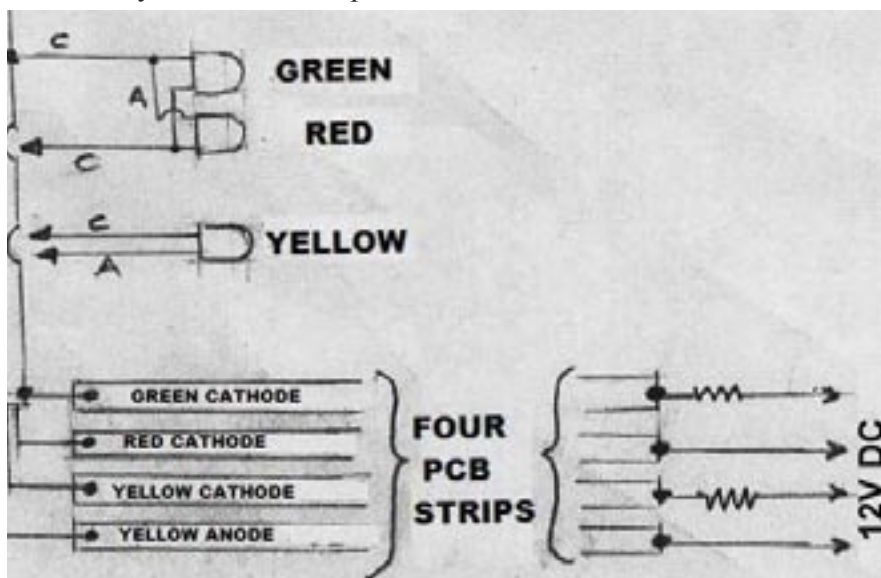 C
GREEN
A
RED
C
C
YELLOW
A
GREEN CATHODE
RED CATHODE
YELLOW CATHODE
YELLOW ANODE
FOUR
PCB
STRIPS
12V DC